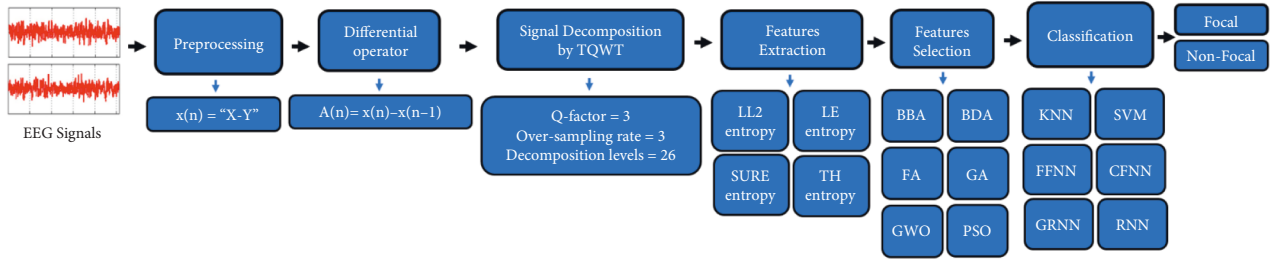 EEG Signals
Preprocessing
x(n) = “X-Y”
Differential
operator
A(n)= x(n)–x(n–1)
Signal Decomposition
by TQWT
Q-factor = 3
Over-sampling rate = 3
Decomposition levels = 26
Features
Extraction
LL2
entropy
LE
entropy
SURE
entropy
TH
entropy
Features
Selection
BBA
BDA
FA
GA
GWO
PSO
Classification
KNN
SVM
FFNN
CFNN
GRNN
RNN
Focal
Non-Focal